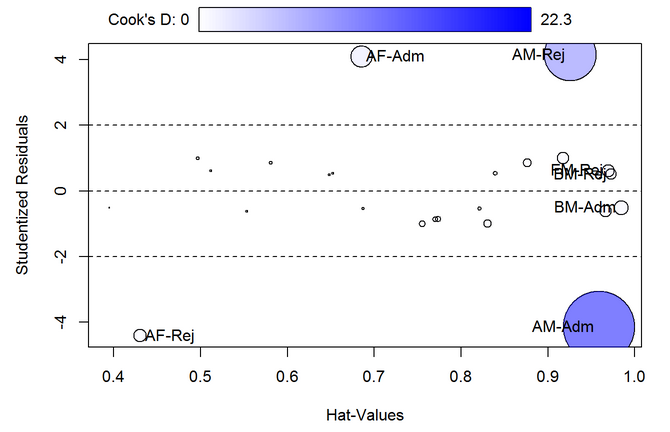 Cook's D: 0 22.3
AF-Adm
AM-Rej
FM-Rej
BM-Rej
BM-Adm
AM-Adm
AF-Rej
4
2
0
-2
-4
Studentized Residuals
0.4 0.5 0.6 0.7 0.8 0.9 1.0
Hat-Values